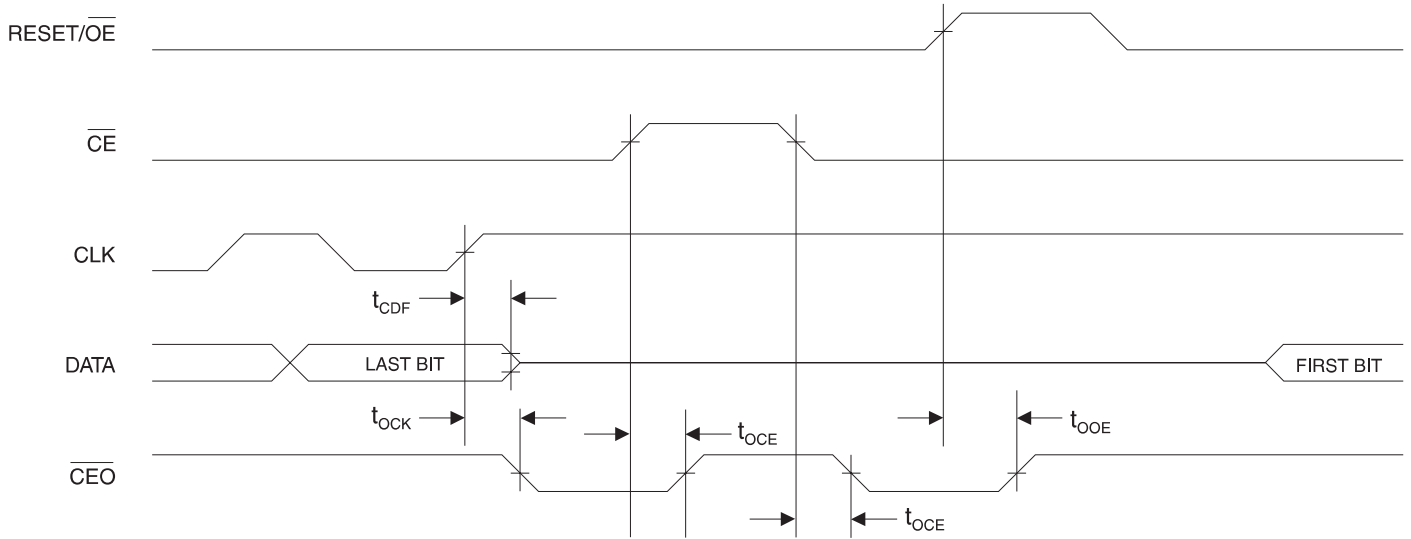 RESET/OE
CE
CLK
tCDF
DATA
LAST BIT
FIRST BIT
tOCK
tOCE
tOOE
CEO
tOCE